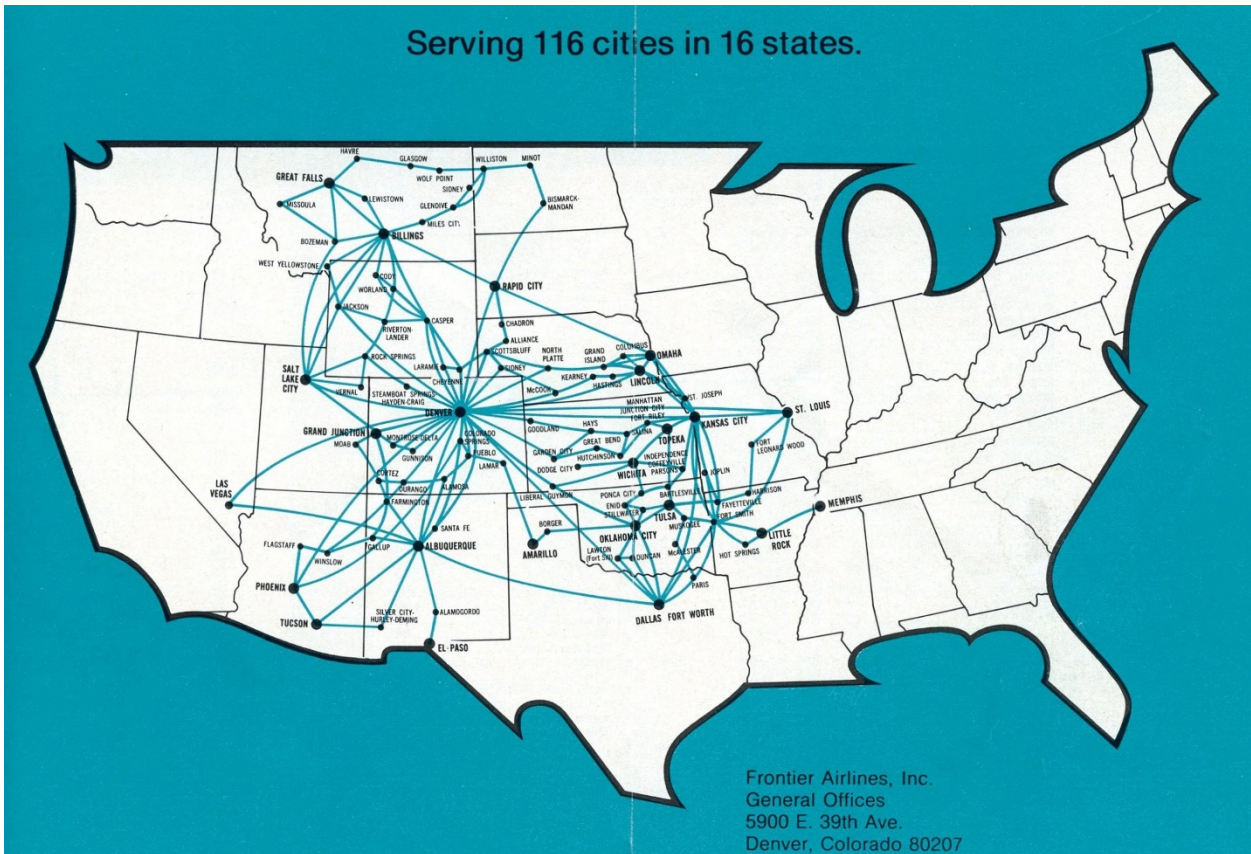 Serving 116 cities in 16 states.
HAVRE
GLASGOW
WOLF POINT
WILLISTON
MINOT
GREAT FALLS
SIDNEY
LEWISTOWN
GLENDIVE
BISMARCK-
MANDAN
MISSOULA
MILES CITY
BOZEMAN
BILLINGS
WEST YELLOWSTONE
CODY
WORLAND
RAPID CITY
JACKSON
RIVERTON-
LANDER
CASPER
CHADRON
ALLIANCE
SCOTTSBLUFF
ROCK SPRINGS
LARAMIE
CHEYENNE
SIDNEY
NORTH
PLATTE
GRAND
ISLAND
COLUMBUS
OMAHA
SALT
LAKE
CITY
VERNAL
STEAMBOAT SPRINGS
HAYDEN-CRAIG
KEARNEY
HASTINGS
LINCOLN
McCOOK
ST. JOSEPH
DENVER
MANHATTAN
JUNCTION CITY
FORT RILEY
KANSAS CITY
ST. LOUIS
GOODLAND
HAYS
SALINA
TOPEKA
GRAND JUNCTION
MONTROSE-DELTA
COLORADO
SPRINGS
MOAB
GUNNISON
PUEBLO
LAMAR
GARDEN CITY
GREAT BEND
HUTCHINSON
DODGE CITY
WICHITA
INDEPENDENCE
COFFEYVILLE
PARSONS
JOPLIN
FORT
LEONARD WOOD
CORTEZ
DURANGO
ALAMOSA
FARMINGTON
LIBERAL GUYMON
PONCA CITY
BARTLESVILLE
HARRISON
FAYETTEVILLE
LAS
VEGAS
ENID
STILLWATER
TULSA
FORT SMITH
MEMPHIS
SANTA FE
BORGER
MUSKOGEE
FLAGSTAFF
WINSLOW
GALLUP
ALBUQUERQUE
AMARILLO
OKLAHOMA CITY
LAWTON
(Fort Sill)
DUNCAN
McALESTER
HOT SPRINGS
LITTLE
ROCK
PARIS
PHOENIX
TUCSON
SILVER CITY-
HURLEY-DEMING
ALAMOGORDO
EL-PASO
DALLAS FORT WORTH
Frontier Airlines, Inc.
General Offices
5900 E. 39th Ave.
Denver, Colorado 80207